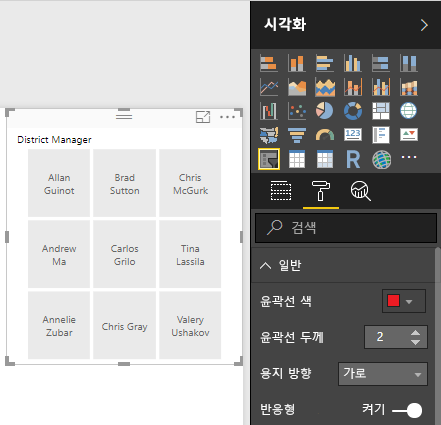 시각화
123
R
District Manager
Allan
Guinot
Brad
Sutton
Chris
McGurk
Andrew
Ma
Carlos
Grilo
Tina
Lassila
Annelie
Zubar
Chris Gray
Valery
Ushakov
검색
일반
윤곽선 색
윤곽선 두께 2
용지 방향 가로
반응형 켜기